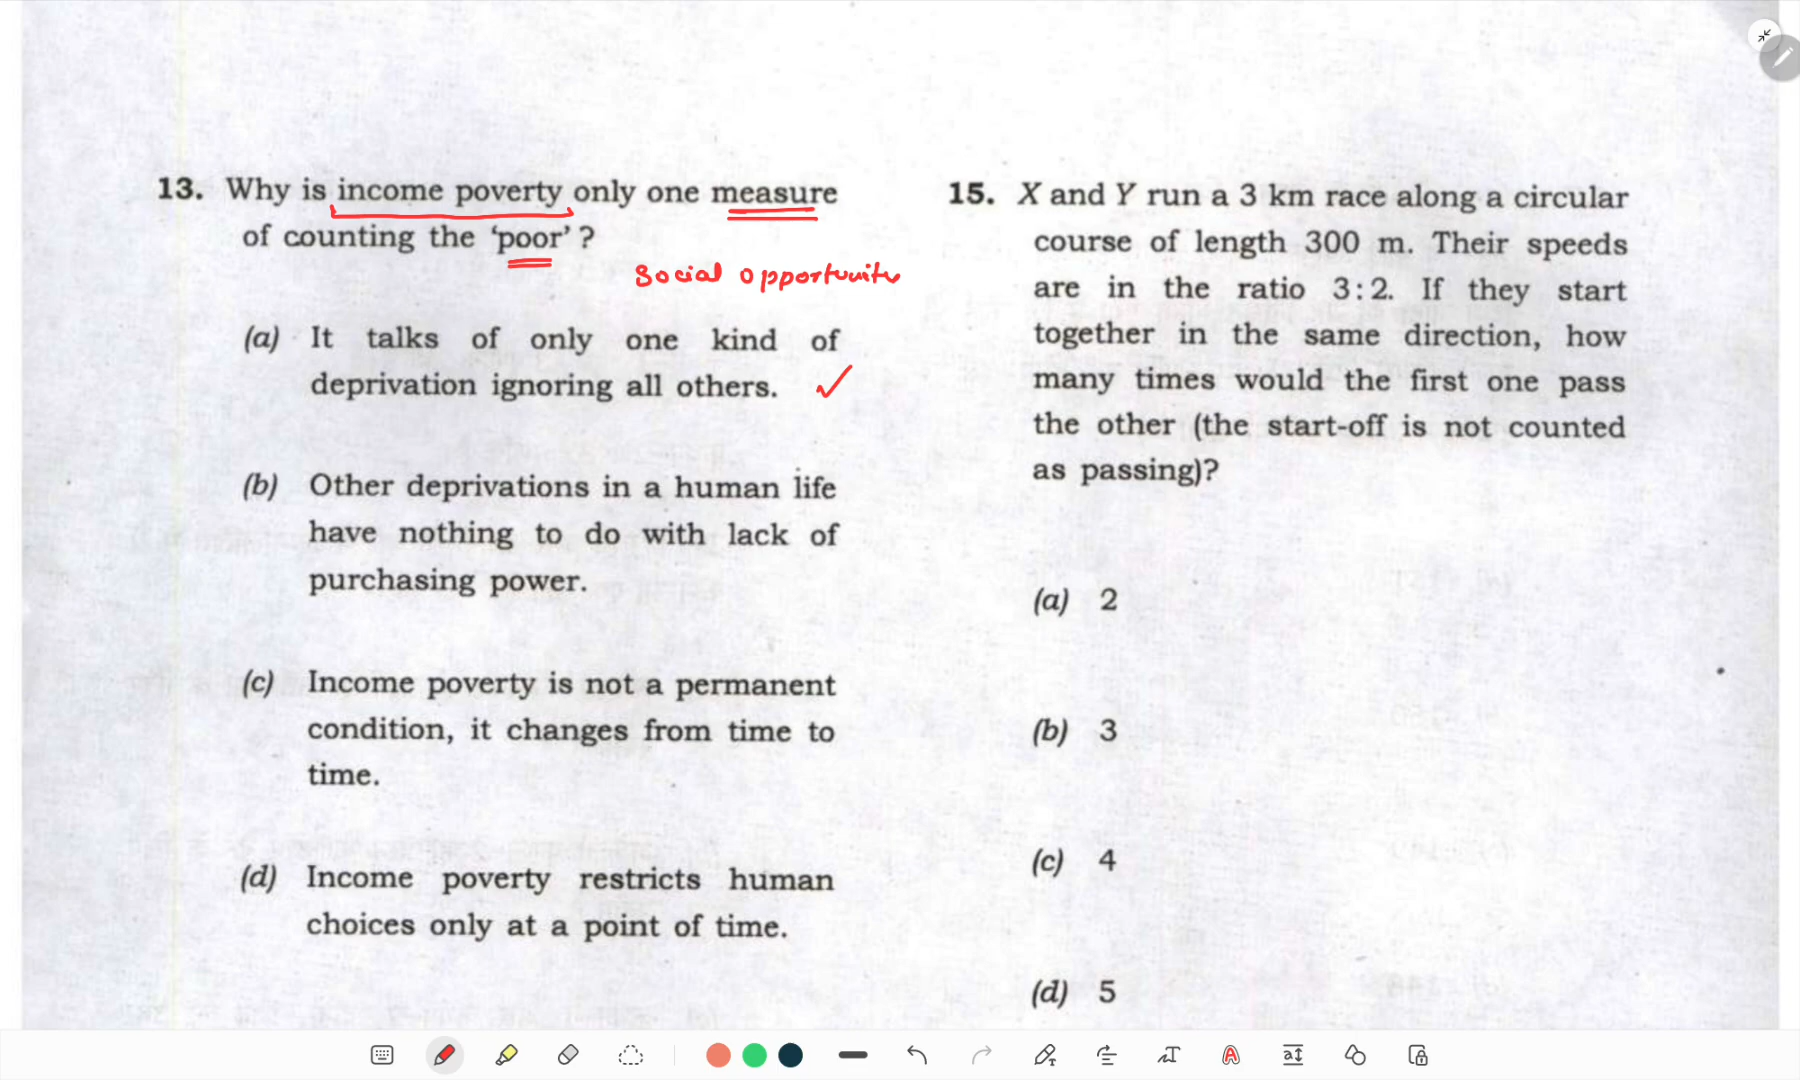 13. Why is income poverty only one measure
of counting the ‘poor’ ?
Social opportunity
(a) It talks of only one kind of
deprivation ignoring all others.
(b) Other deprivations in a human life
have nothing to do with lack of
purchasing power.
(c) Income poverty is not a permanent
condition, it changes from time to
time.
(d) Income poverty restricts human
choices only at a point of time.
15. X and Y run a 3 km race along a circular
course of length 300 m. Their speeds
are in the ratio 3:2. If they start
together in the same direction, how
many times would the first one pass
the other (the start-off is not counted
as passing)?
(a) 2
(b) 3
(c) 4
(d) 5